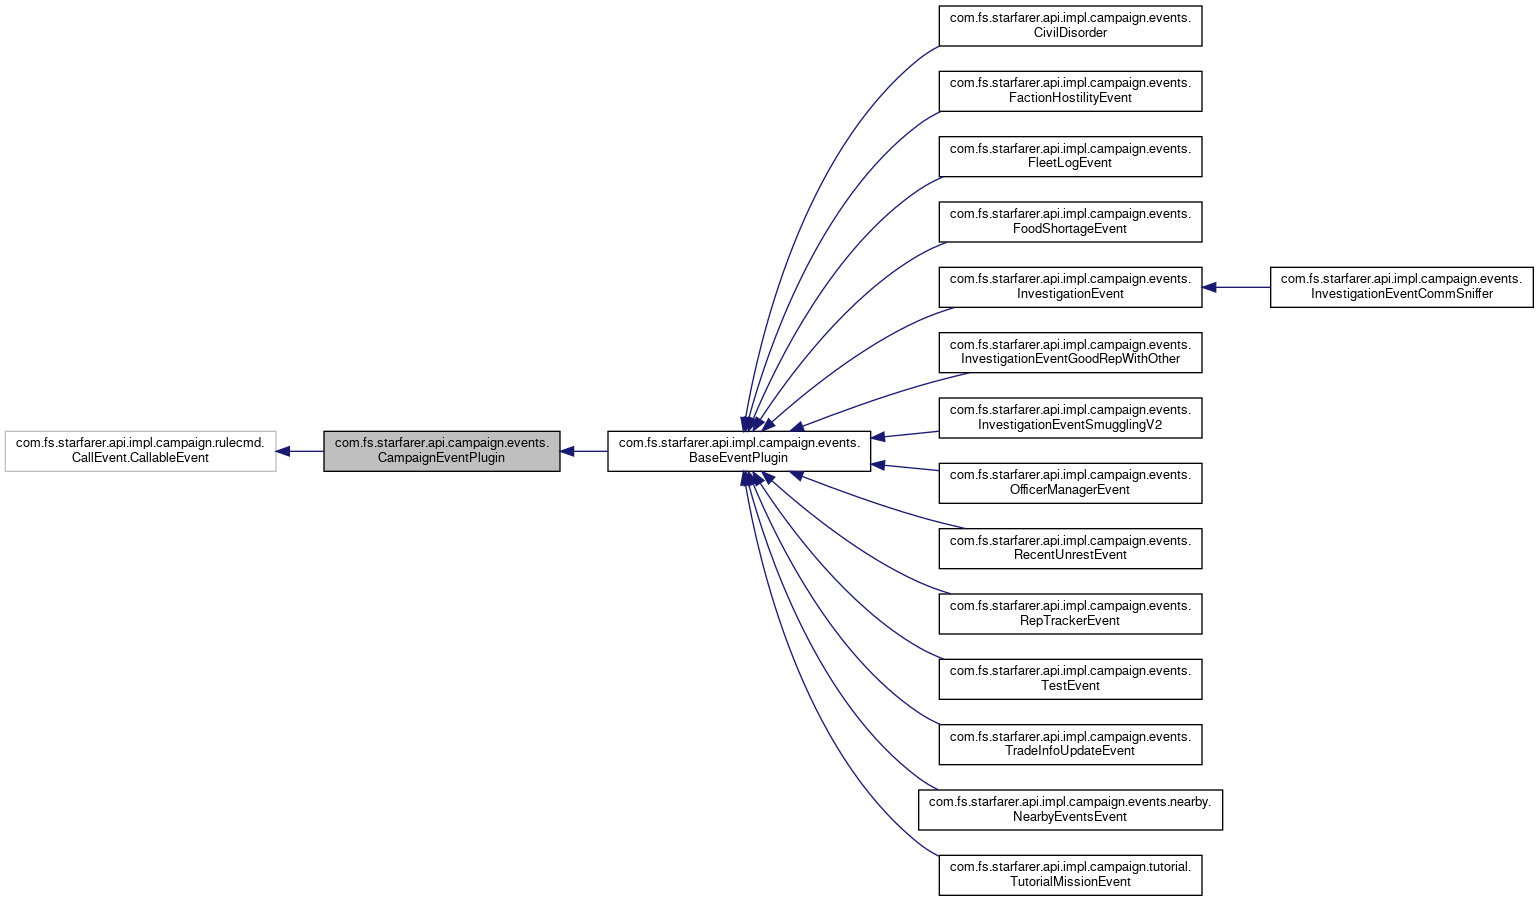 com.fs.starfarer.api.impl.campaign.events.
CivilDisorder
com.fs.starfarer.api.impl.campaign.events.
FactionHostilityEvent
com.fs.starfarer.api.impl.campaign.events.
FleetLogEvent
com.fs.starfarer.api.impl.campaign.events.
FoodShortageEvent
com.fs.starfarer.api.impl.campaign.events.
InvestigationEvent
com.fs.starfarer.api.impl.campaign.events.
InvestigationEventCommSniffer
com.fs.starfarer.api.impl.campaign.events.
InvestigationEventGoodRepWithOther
com.fs.starfarer.api.impl.campaign.events.
InvestigationEventSmugglingV2
com.fs.starfarer.api.impl.campaign.rulecmd.
CallEvent.CallableEvent
com.fs.starfarer.api.campaign.events.
CampaignEventPlugin
com.fs.starfarer.api.impl.campaign.events.
BaseEventPlugin
com.fs.starfarer.api.impl.campaign.events.
OfficerManagerEvent
com.fs.starfarer.api.impl.campaign.events.
RecentUnrestEvent
com.fs.starfarer.api.impl.campaign.events.
RepTrackerEvent
com.fs.starfarer.api.impl.campaign.events.
TestEvent
com.fs.starfarer.api.impl.campaign.events.
TradeInfoUpdateEvent
com.fs.starfarer.api.impl.campaign.events.nearby.
NearbyEventsEvent
com.fs.starfarer.api.impl.campaign.tutorial.
TutorialMissionEvent